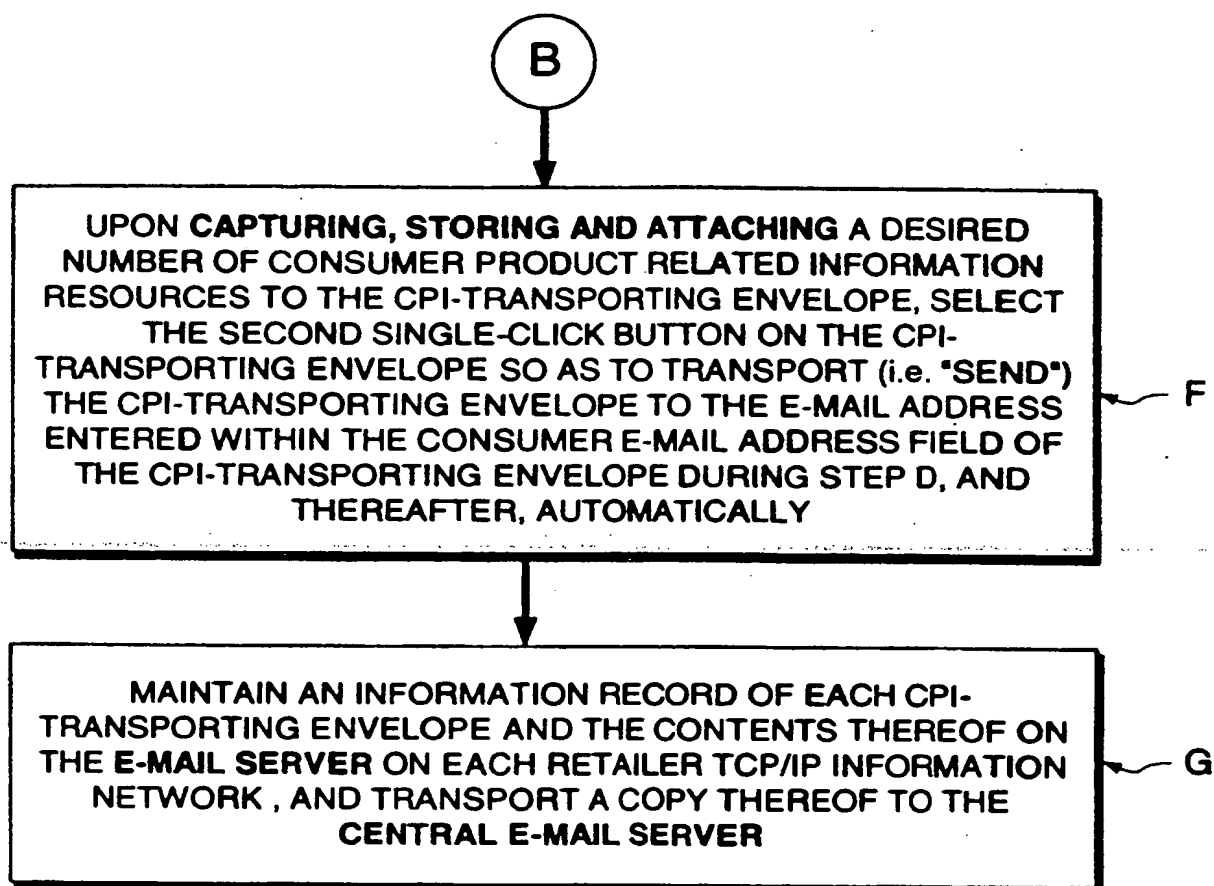 B
UPON CAPTURING, STORING AND ATTACHING A DESIRED
NUMBER OF CONSUMER PRODUCT RELATED INFORMATION
RESOURCES TO THE CPI-TRANSPORTING ENVELOPE, SELECT
THE SECOND SINGLE-CLICK BUTTON ON THE CPI-
TRANSPORTING ENVELOPE SO AS TO TRANSPORT (i.e. "SEND")
THE CPI-TRANSPORTING ENVELOPE TO THE E-MAIL ADDRESS
ENTERED WITHIN THE CONSUMER E-MAIL ADDRESS FIELD OF
THE CPI-TRANSPORTING ENVELOPE DURING STEP D, AND
THEREAFTER, AUTOMATICALLY
F
MAINTAIN AN INFORMATION RECORD OF EACH CPI-
TRANSPORTING ENVELOPE AND THE CONTENTS THEREOF ON
THE E-MAIL SERVER ON EACH RETAILER TCP/IP INFORMATION
NETWORK , AND TRANSPORT A COPY THEREOF TO THE
CENTRAL E-MAIL SERVER
G